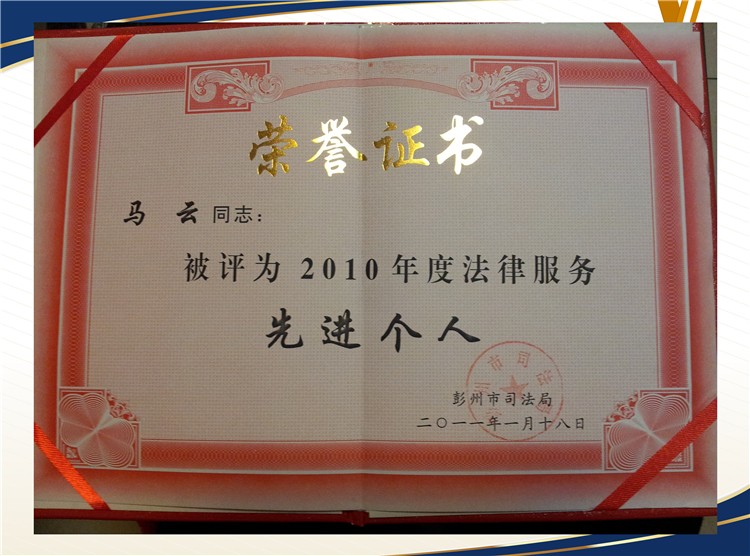 荣誉证书
马 云 同志：
被评为 2010 年度法律服务
先进个人
彭州市司法局
二〇一一年一月十八日